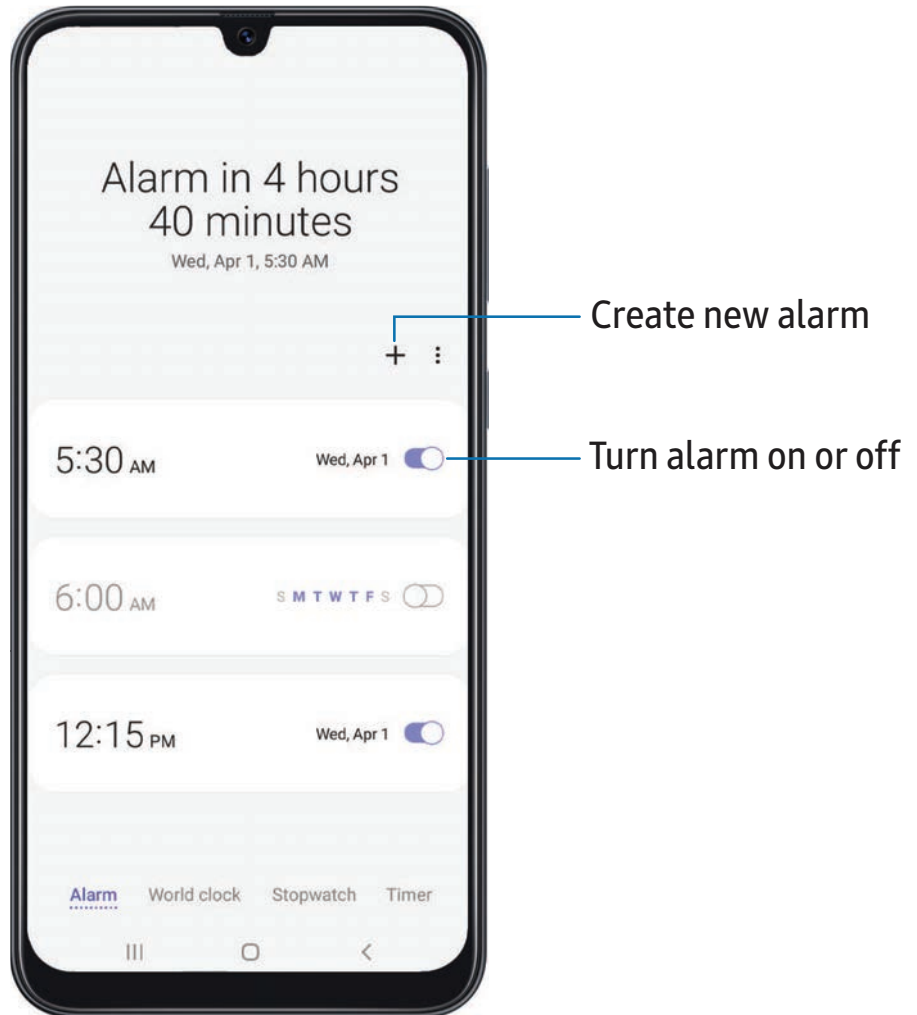 Alarm in 4 hours
40 minutes
Wed, Apr 1, 5:30 AM
Create new alarm
5:30 AM
Wed, Apr 1
Turn alarm on or off
6:00 AM
S M T W T F S
12:15 PM
Wed, Apr 1
Alarm
World clock
Stopwatch
Timer